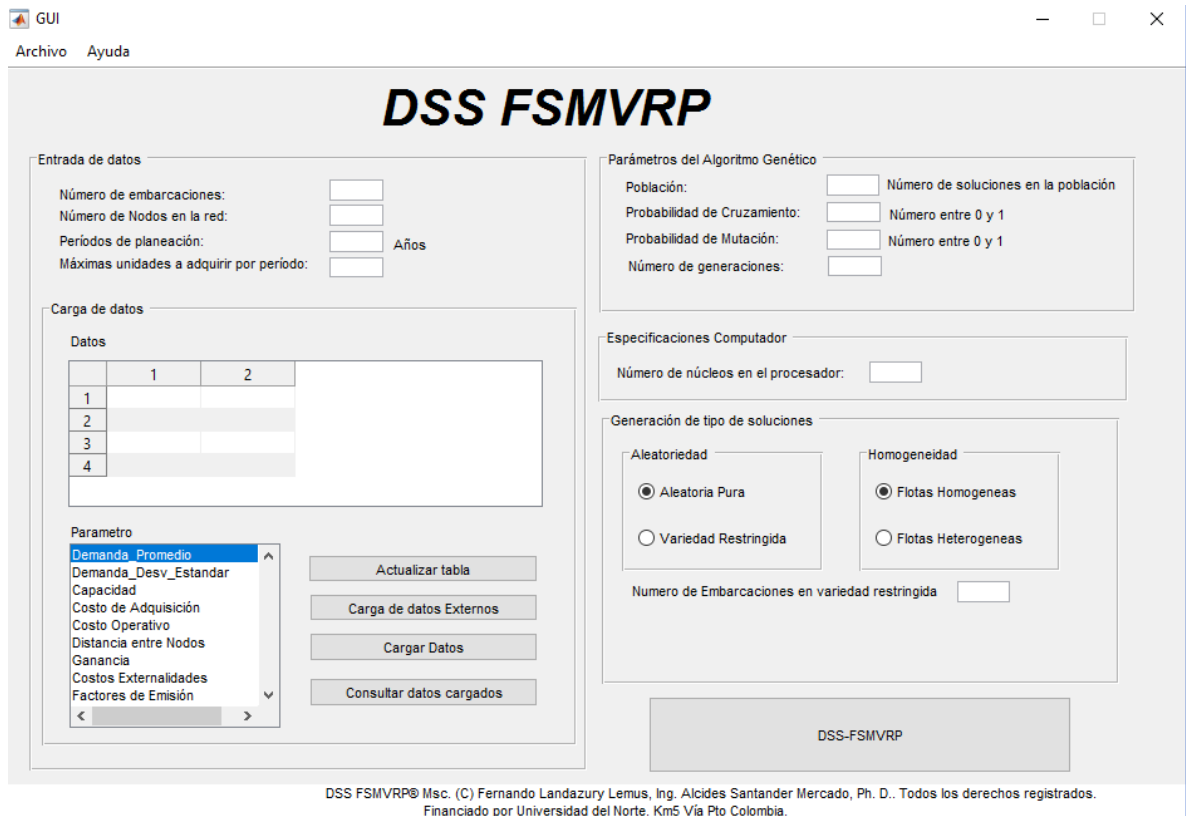 GUI
Archivo Ayuda
DSS FSMVRP
Entrada de datos
Número de embarcaciones:
Número de Nodos en la red:
Períodos de planeación:
Años
Máximas unidades a adquirir por período:
Carga de datos
Datos
1 2
1
2
3
4
Parametro
Demanda_Promedio
Demanda_Desv_Estandar
Capacidad
Costo de Adquisición
Costo Operativo
Distancia entre Nodos
Ganancia
Costos Externalidades
Factores de Emisión
Actualizar tabla
Carga de datos Externos
Cargar Datos
Consultar datos cargados
Parámetros del Algoritmo Genético
Población:
Número de soluciones en la población
Probabilidad de Cruzamiento:
Número entre 0 y 1
Probabilidad de Mutación:
Número entre 0 y 1
Número de generaciones:
Especificaciones Computador
Número de núcleos en el procesador:
Generación de tipo de soluciones
Aleatoriedad
Aleatoria Pura
Variedad Restringida
Homogeneidad
Flotas Homogeneas
Flotas Heterogeneas
Numero de Embarcaciones en variedad restringida
DSS-FSMVRP
DSS FSMVRP® Msc. (C) Fernando Landazury Lemus, Ing. Alcides Santander Mercado, Ph. D.. Todos los derechos registrados.
Financiado por Universidad del Norte. Km5 Vía Pto Colombia.